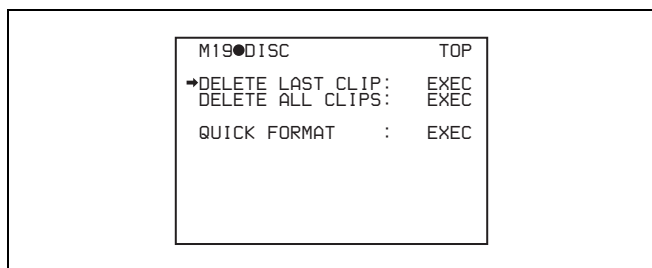 M19●DISC TOP
➡DELETE LAST CLIP: EXEC
DELETE ALL CLIPS: EXEC
QUICK FORMAT : EXEC